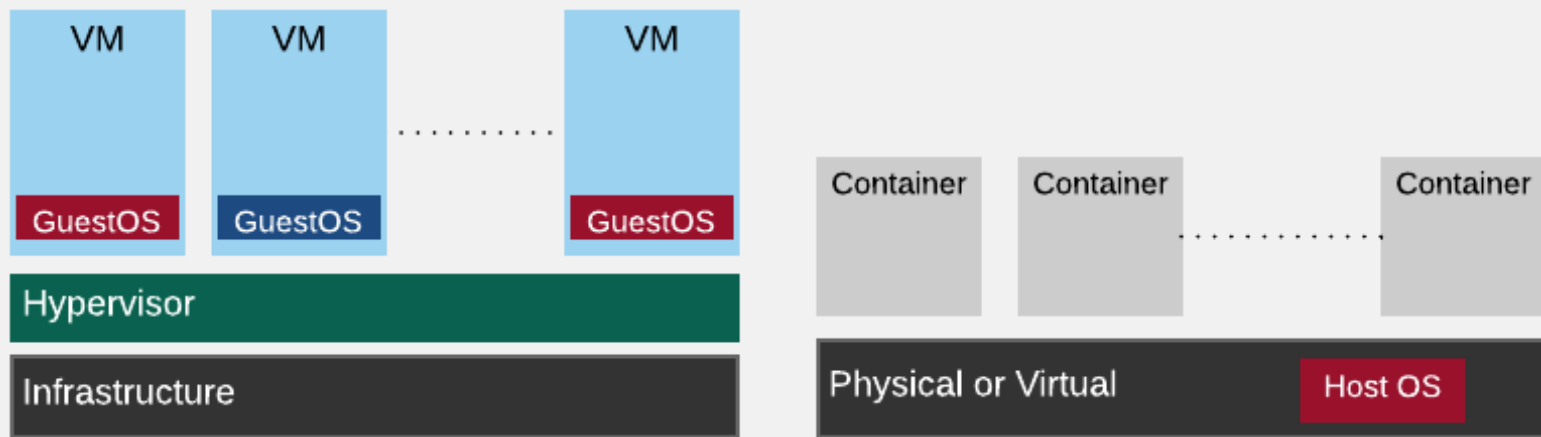 VM
VM
VM
GuestOS
GuestOS
GuestOS
Hypervisor
Infrastructure
Container
Container
Container
Physical or Virtual
Host OS